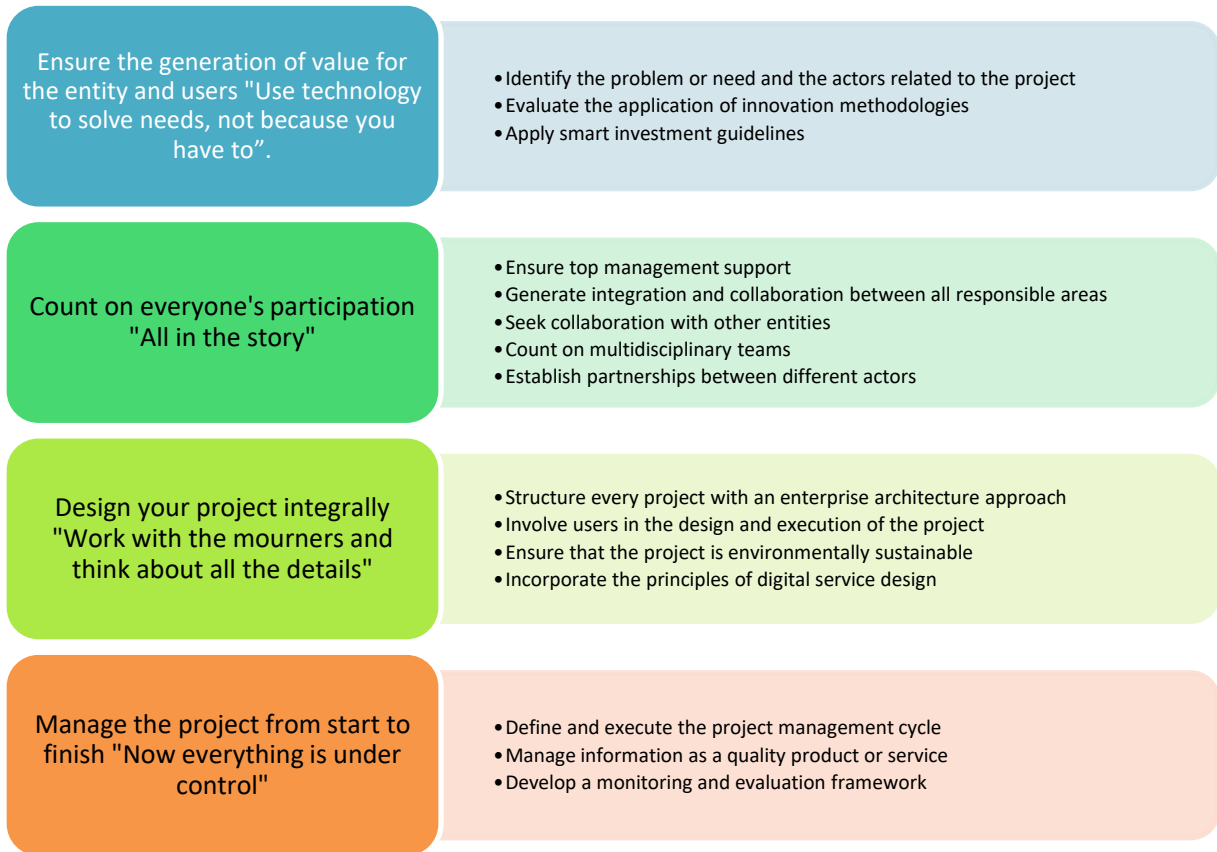 Ensure the generation of value for
the entity and users "Use technology
to solve needs, not because you
have to”.
•Identify the problem or need and the actors related to the project
•Evaluate the application of innovation methodologies
•Apply smart investment guidelines
Count on everyone's participation
"All in the story"
•Ensure top management support
•Generate integration and collaboration between all responsible areas
•Seek collaboration with other entities
•Count on multidisciplinary teams
•Establish partnerships between different actors
Design your project integrally
"Work with the mourners and
think about all the details"
•Structure every project with an enterprise architecture approach
•Involve users in the design and execution of the project
•Ensure that the project is environmentally sustainable
•Incorporate the principles of digital service design
Manage the project from start to
finish "Now everything is under
control"
•Define and execute the project management cycle
•Manage information as a quality product or service
•Develop a monitoring and evaluation framework